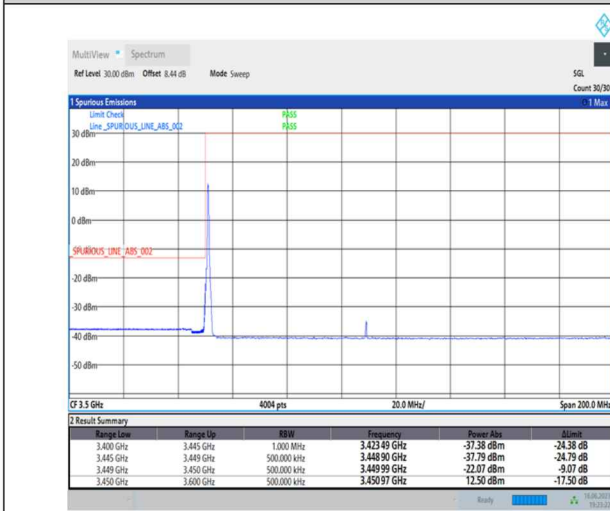 MultiView Spectrum
Ref Level 30.00 dBm Offset 8.44 dB Mode Sweep SGL
Count 30/30
1 Spurious Emissions 1 Max
Limit Check PASS
Line _SPURIOUS_LINE_ABS_002 PASS
30 dBm
20 dBm
10 dBm
0 dBm
_SPURIOUS_LINE_ABS_002
-20 dBm
-30 dBm
-40 dBm
-50 dBm
CF 3.5 GHz 4004 pts 20.0 MHz/ Span 200.0 MHz
2 Result Summary
Range Low Range Up RBW Frequency Power Abs ΔLimit
3.400 GHz 3.445 GHz 1.000 MHz 3.42349 GHz -37.38 dBm -24.38 dB
3.445 GHz 3.449 GHz 500.000 kHz 3.44890 GHz -37.79 dBm -24.79 dB
3.449 GHz 3.450 GHz 500.000 kHz 3.44999 GHz -22.07 dBm -9.07 dB
3.450 GHz 3.600 GHz 500.000 kHz 3.45097 GHz 12.50 dBm -17.50 dB
Ready